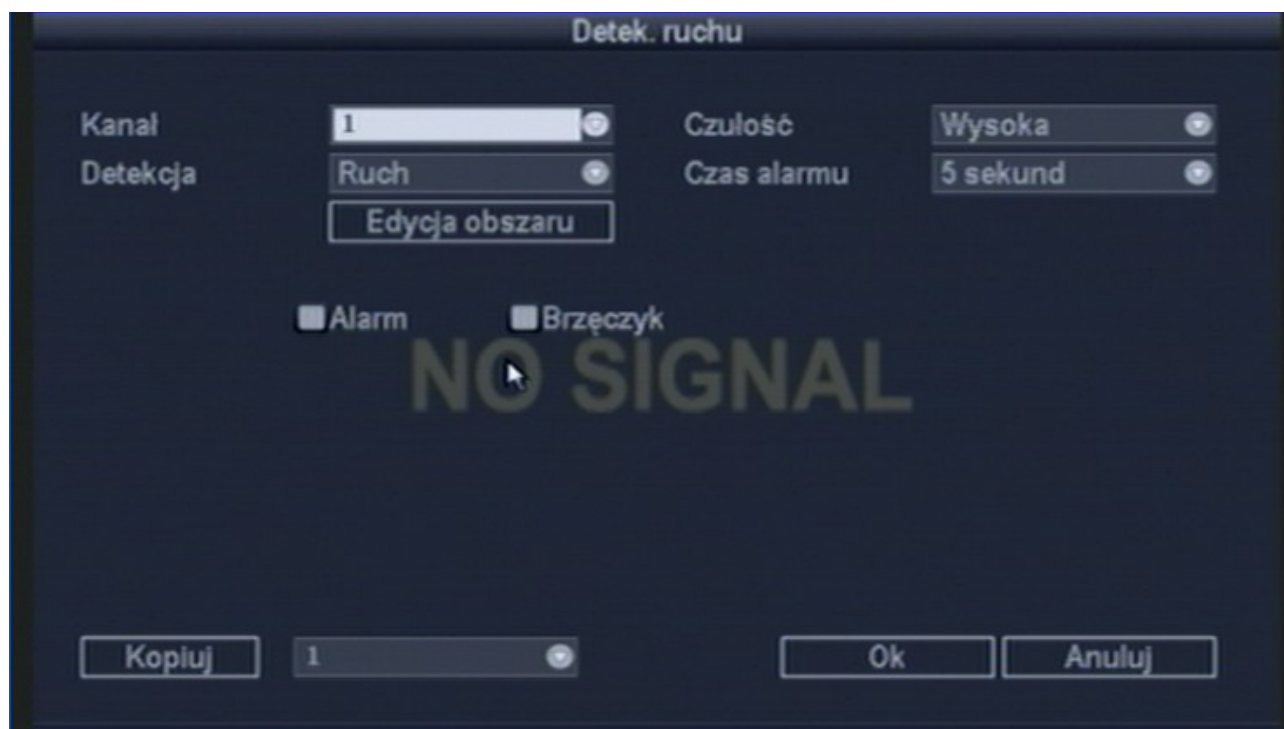 Detek. ruchu
Kanał 1 Czułość Wysoka
Detekcja Ruch Czas alarmu 5 sekund
Edycja obszaru
Alarm Brzęczyk
NO SIGNAL
Kopiuj 1 Ok Anuluj